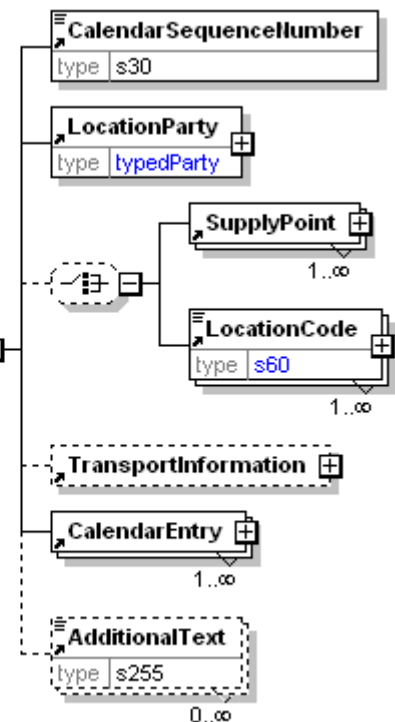 CalendarSequenceNumber
type s30
LocationParty
type typedParty
SupplyPoint
1..∞
LocationCode
type s60
1..∞
TransportInformation
CalendarEntry
1..∞
AdditionalText
type s255
0..∞